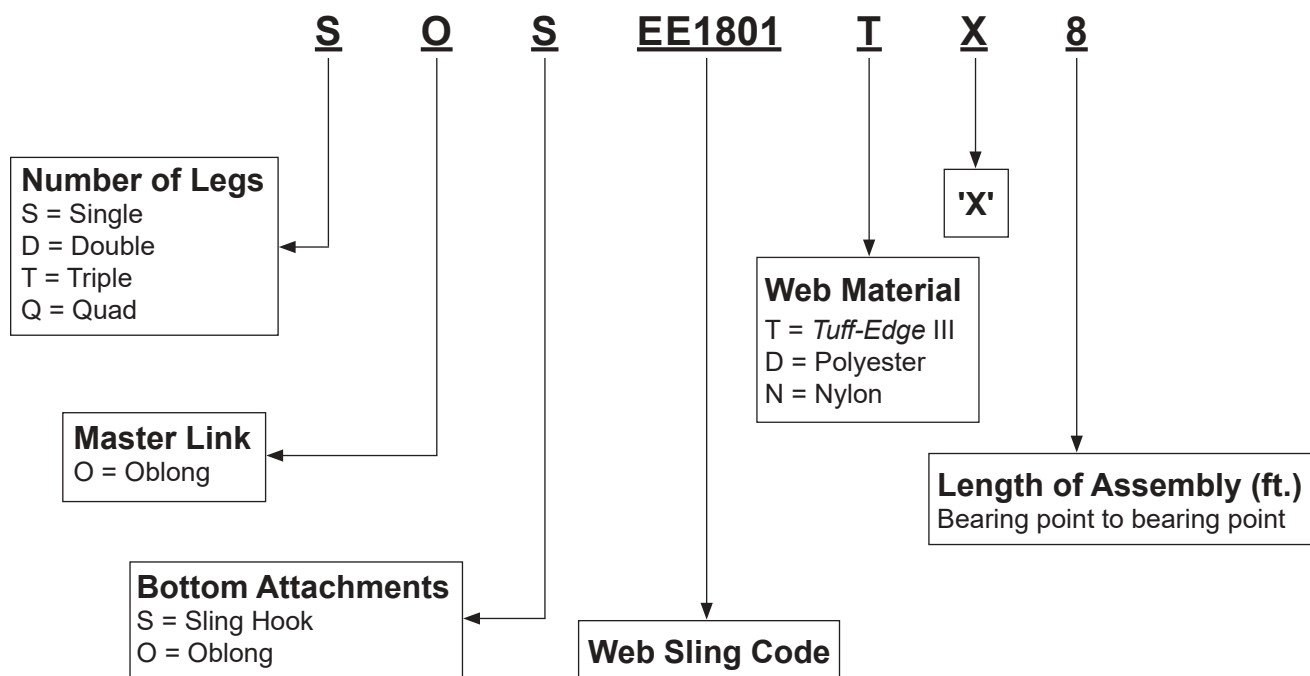 S O S EE1801 T X 8
Number of Legs
S = Single
D = Double
T = Triple
Q = Quad
'X'
Web Material
T = Tuff-Edge III
D = Polyester
N = Nylon
Master Link
O = Oblong
Length of Assembly (ft.)
Bearing point to bearing point
Bottom Attachments
S = Sling Hook
O = Oblong
Web Sling Code